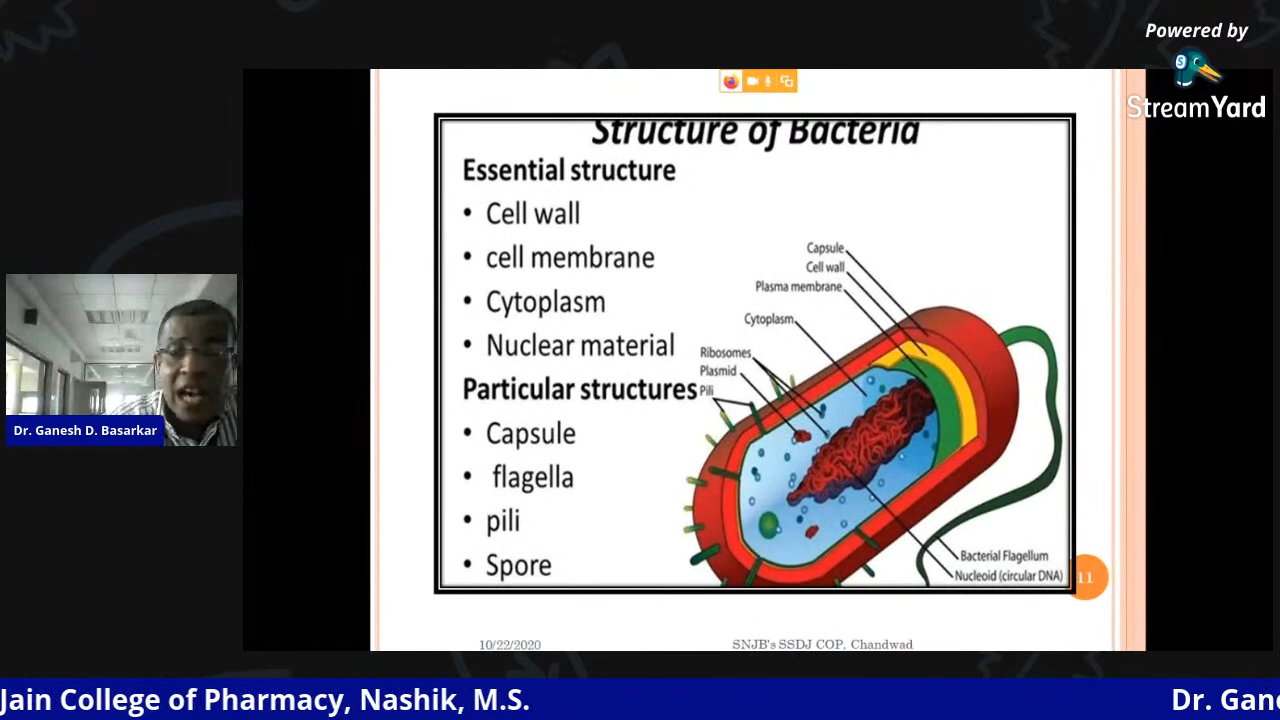 Powered by
StreamYard
Structure of Bacteria
Essential structure
• Cell wall
• cell membrane
• Cytoplasm
• Nuclear material
Particular structures
• Capsule
• flagella
• pili
• Spore
Capsule
Cell wall
Plasma membrane
Cytoplasm
Ribosomes
Plasmid
Pili
Bacterial Flagellum
Nucleoid (circular DNA)
11
10/22/2020
SNJB's SSDJ COP, Chandwad
Dr. Ganesh D. Basarkar
Jain College of Pharmacy, Nashik, M.S.
Dr. Gane